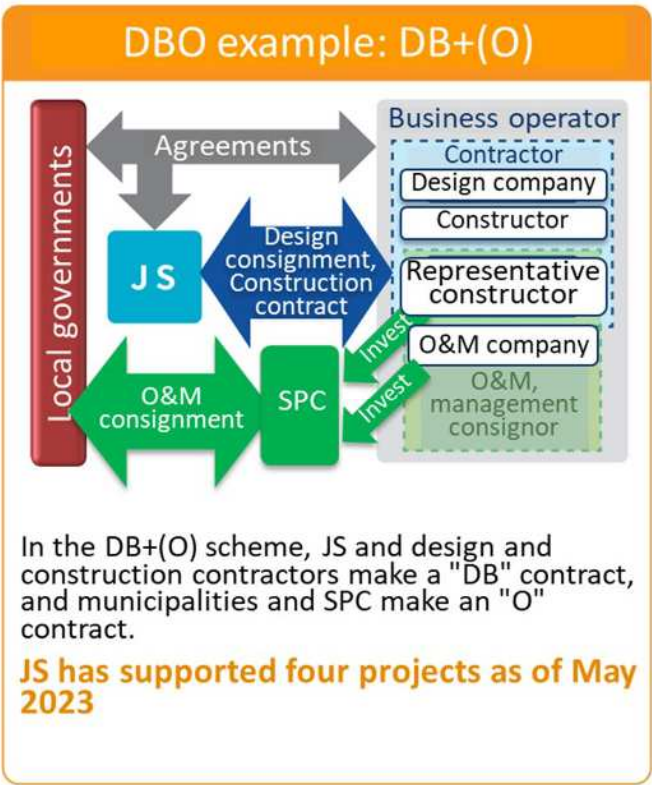 DBO example: DB+(O)
Local governments
Agreements
JS
Design
consignment,
Construction
contract
Business operator
Contractor
Design company
Constructor
Representative
constructor
O&M company
O&M,
management
consignor
Invest
Invest
SPC
O&M
consignment
In the DB+(O) scheme, JS and design and
construction contractors make a "DB" contract,
and municipalities and SPC make an "O"
contract.
JS has supported four projects as of May
2023